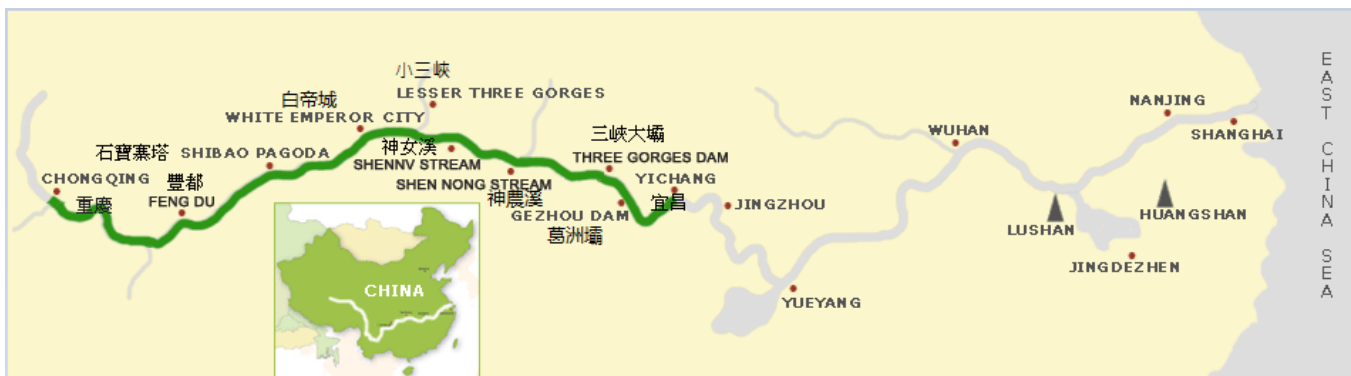 小三峽
LESSER THREE GORGES
白帝城
WHITE EMPEROR CITY
石寶寨塔
SHIBAO PAGODA
CHONGQING
重慶
豐都
FENG DU
神女溪
SHENNV STREAM
SHEN NONG STREAM
神農溪
三峽大壩
THREE GORGES DAM
YICHANG
宜昌
GEZHOU DAM
葛洲壩
JINGZHOU
YUEYANG
WUHAN
LUSHAN
NANJING
SHANGHAI
HUANGSHAN
JINGDEZHEN
EAST CHINA SEA
CHINA